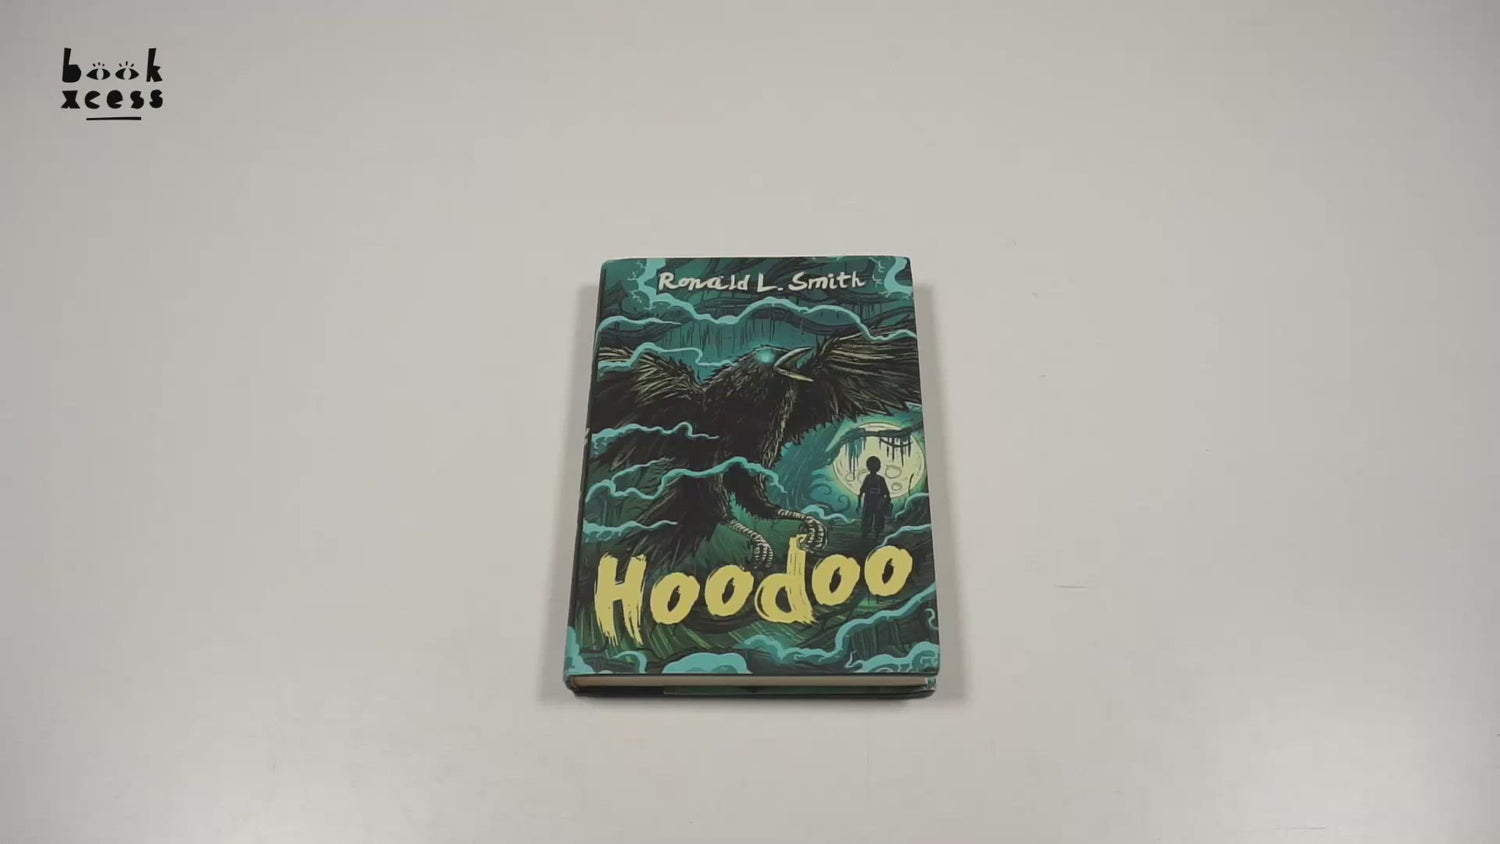 book
xcess
Ronald L. Smith
Hoodoo